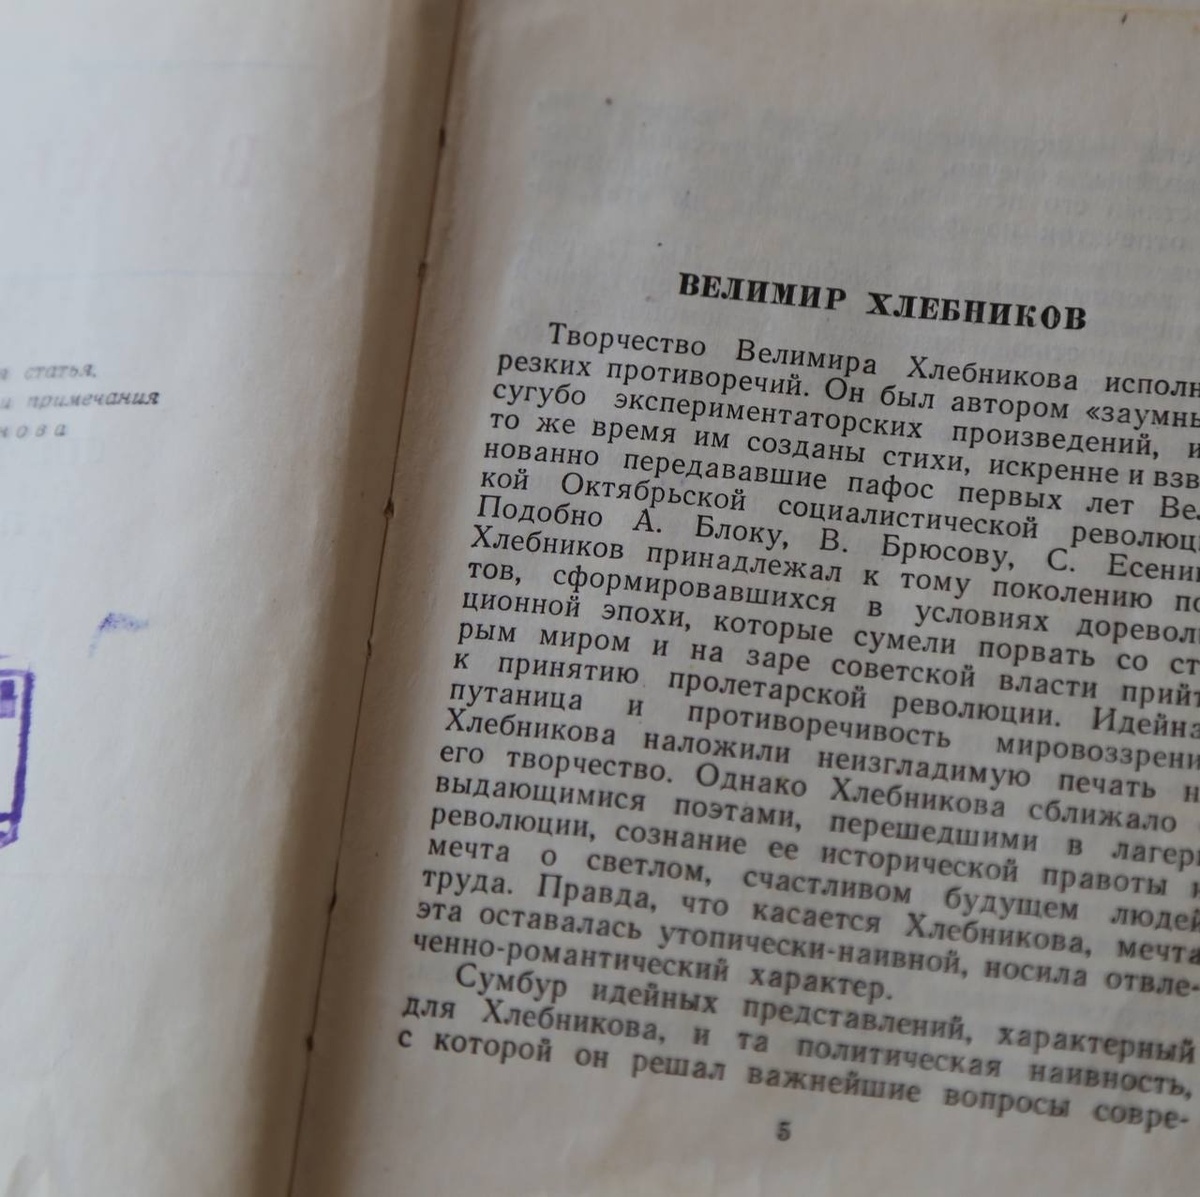 статья,
и примечания
ВЕЛИМИР ХЛЕБНИКОВ
Творчество Велимира Хлебникова исполн
резких противоречий. Он был автором «заумны
сугубо экспериментаторских произведений, и
то же время им созданы стихи, искренне и взв
нованно передававшие пафос первых лет Вел
кой Октябрьской социалистической революци
Подобно А. Блоку, В. Брюсову, С. Есенин
Хлебников принадлежал к тому поколению по
тов, сформировавшихся в условиях доревол
ционной эпохи, которые сумели порвать со ст
рым миром и на заре советской власти прийт
к принятию пролетарской революции. Идейна
путаница и противоречивость мировоззрени
Хлебникова наложили неизгладимую печать н
его творчество. Однако Хлебникова сближало
выдающимися поэтами, перешедшими в лагер
революции, сознание ее исторической правоты и
мечта о светлом, счастливом будущем людей
труда. Правда, что касается Хлебникова, мечта
эта оставалась утопически-наивной, носила отвле-
ченно-романтический характер.
Сумбур идейных представлений, характерный
для Хлебникова, и та политическая наивность,
с которой он решал важнейшие вопросы совре-
5